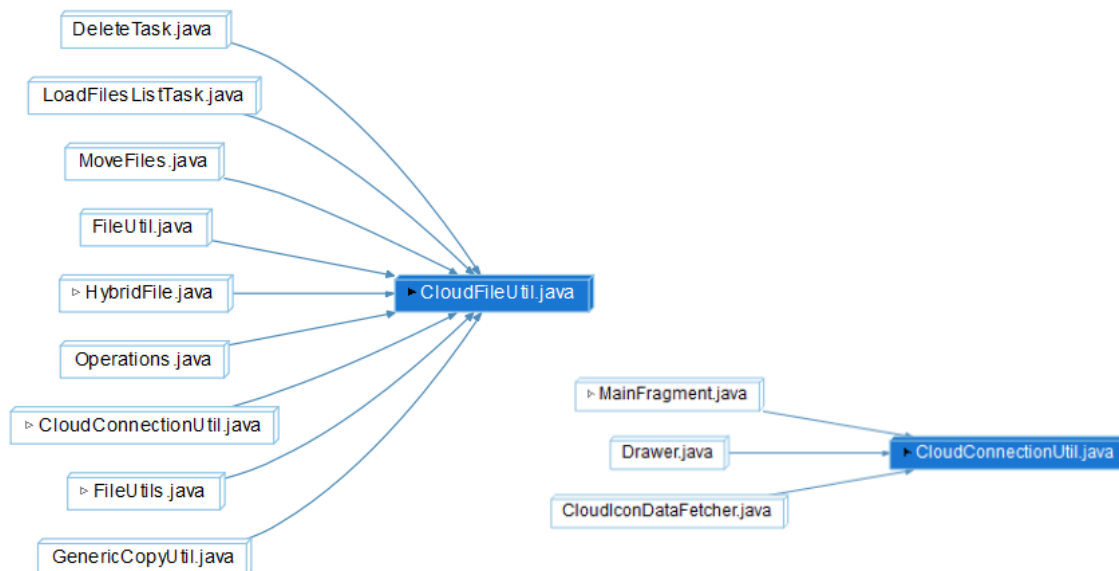 DeleteTask.java
LoadFilesListTask.java
MoveFiles.java
FileUtil.java
HybridFile.java
Operations.java
CloudConnectionUtil.java
FileUtils.java
GenericCopyUtil.java
CloudFileUtil.java
MainFragment.java
Drawer.java
CloudIconDataFetcher.java
CloudConnectionUtil.java